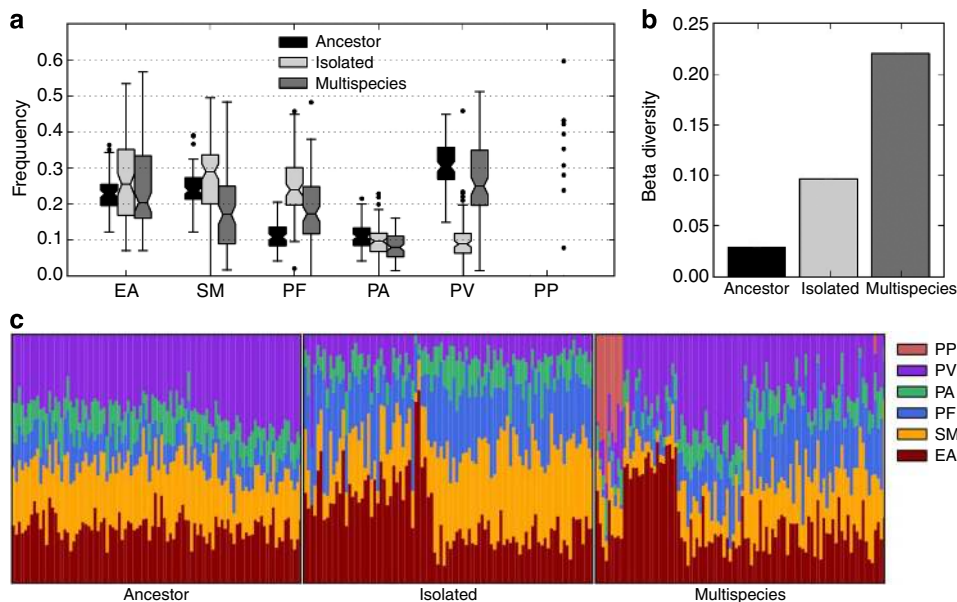 a
Frequuency
0.6
0.5
0.4
0.3
0.2
0.1
0.0
Ancestor
Isolated
Multispecies
EA SM PF PA PV PP
b
Beta diversity
0.25
0.20
0.15
0.10
0.05
0.00
Ancestor Isolated Multispecies
c
PP
PV
PA
PF
SM
EA
Ancestor Isolated Multispecies